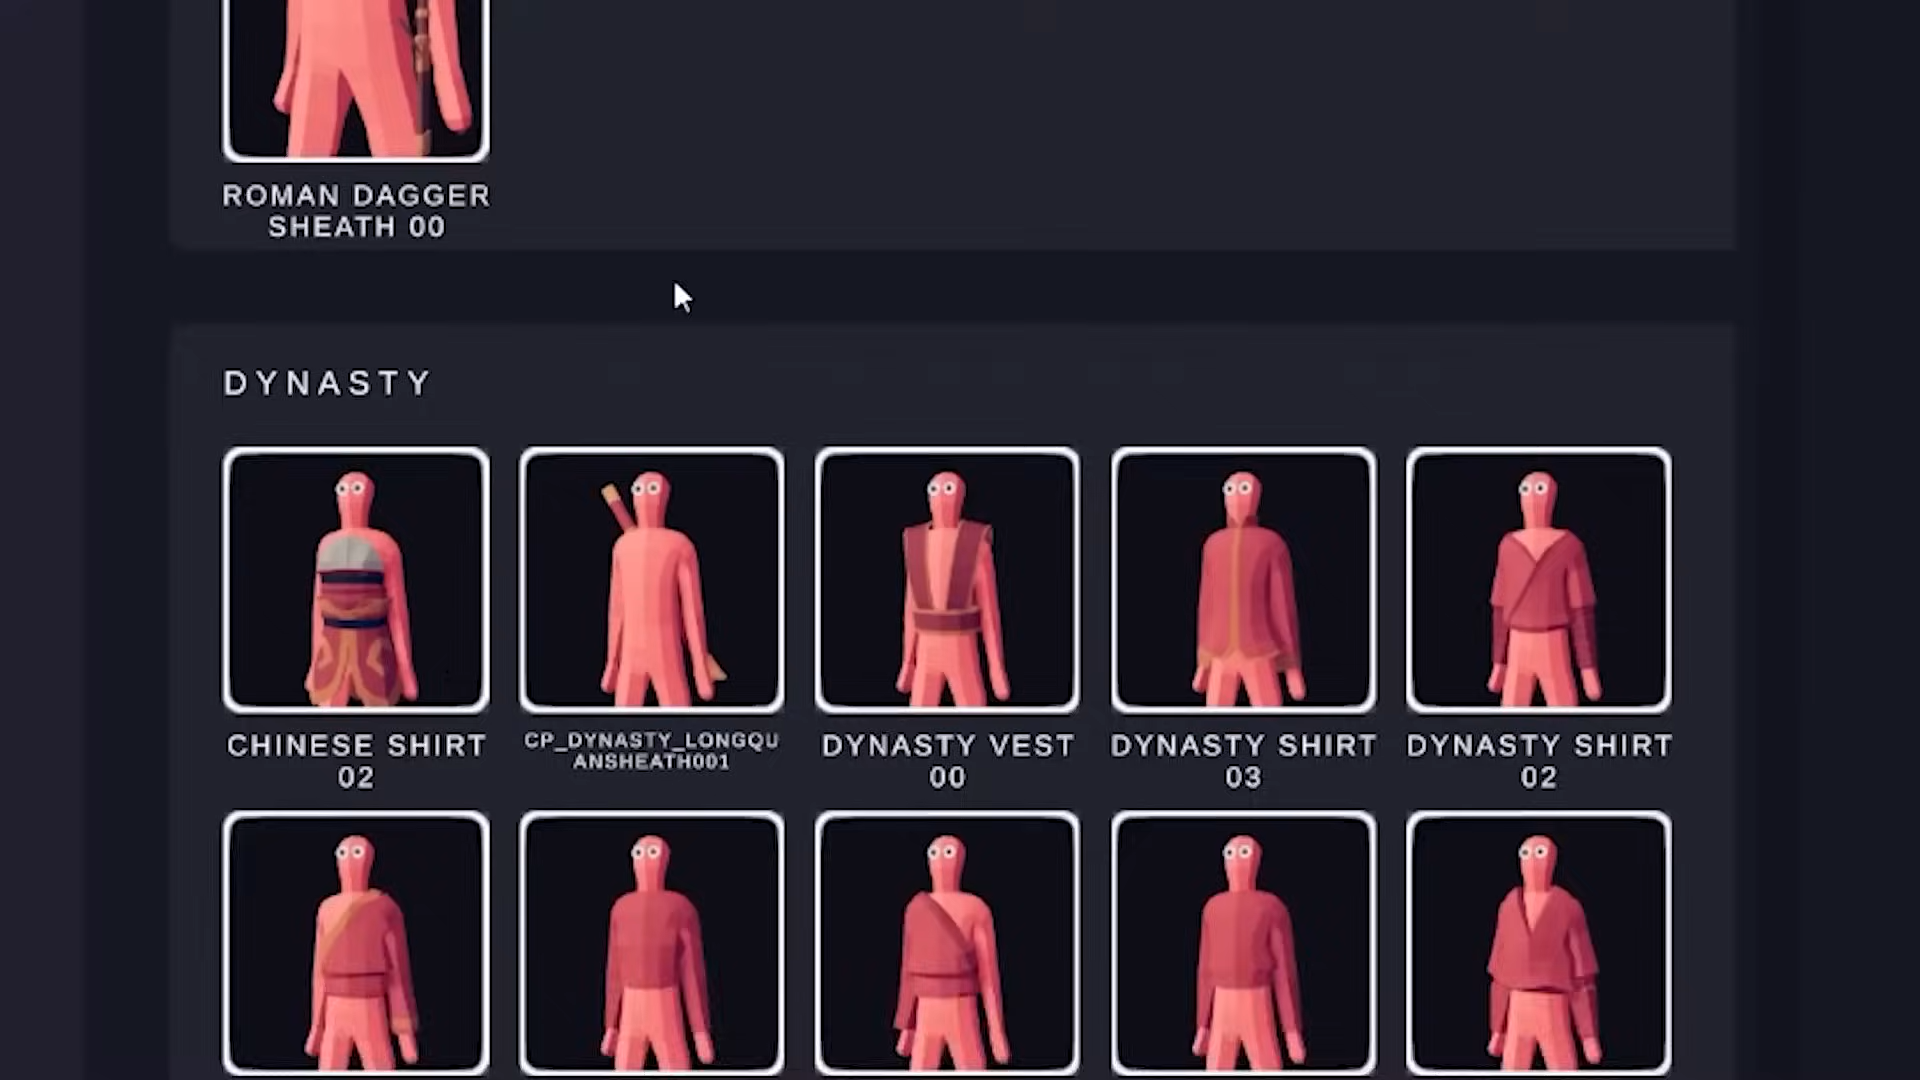 ROMAN DAGGER
SHEATH 00
DYNASTY
CHINESE SHIRT
02
CP_DYNASTY_LONGQU
ANSHEATH001
DYNASTY VEST
00
DYNASTY SHIRT
03
DYNASTY SHIRT
02